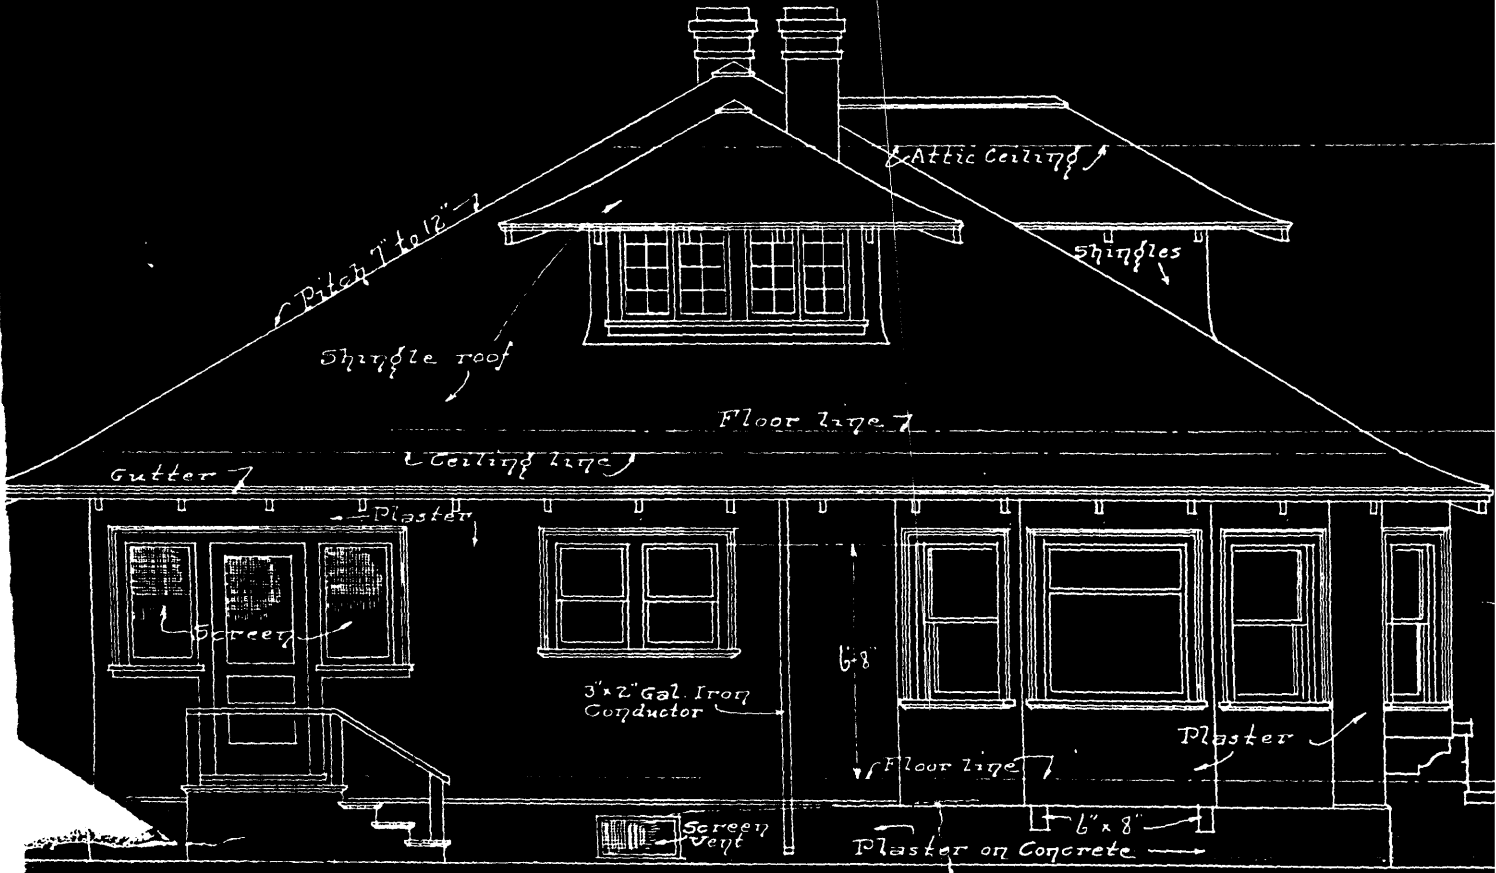 Attic Ceiling
Pitch 7" to 12"
Shingles
Shingle roof
Floor line
Ceiling Line
Gutter
Plaster
Screen
6'-8"
3"x2" Gal. Iron
Conductor
Plaster
Floor line
6" x 8"
Screen
Vent
Plaster on Concrete